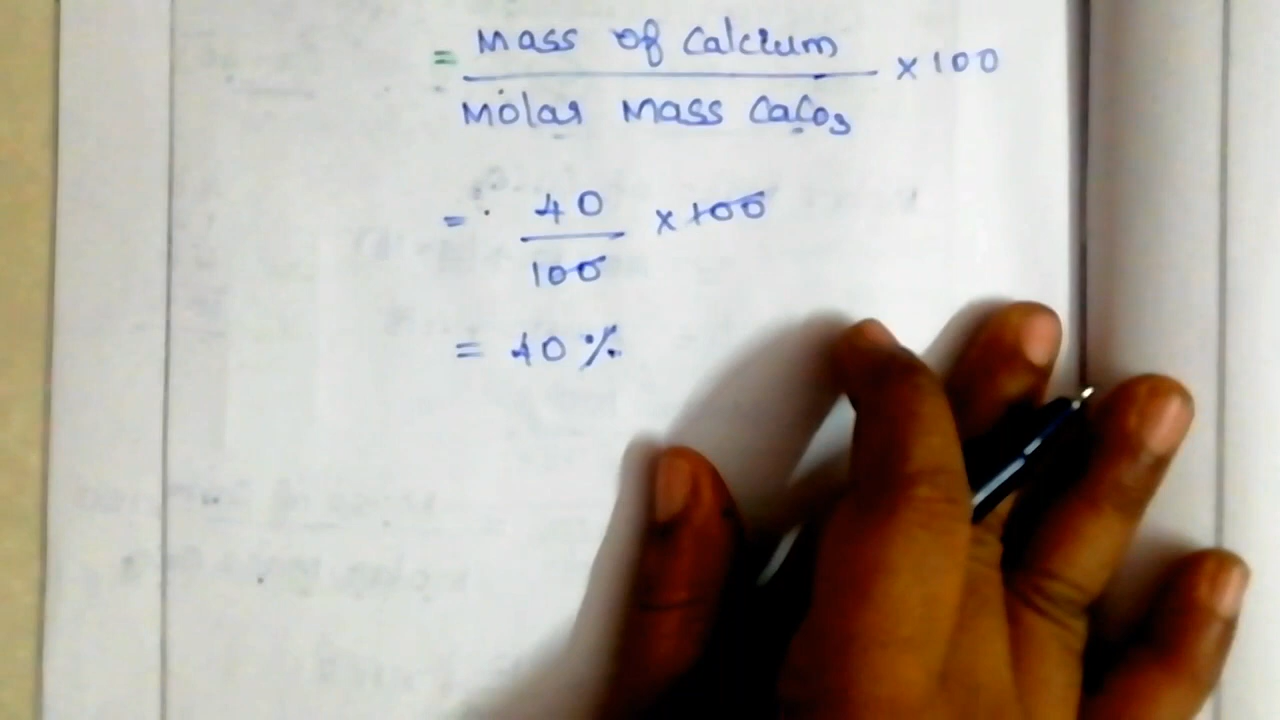 = Mass of Calcium × 100
Molar Mass CaCO3
= 40 × 100
100
= 40 %